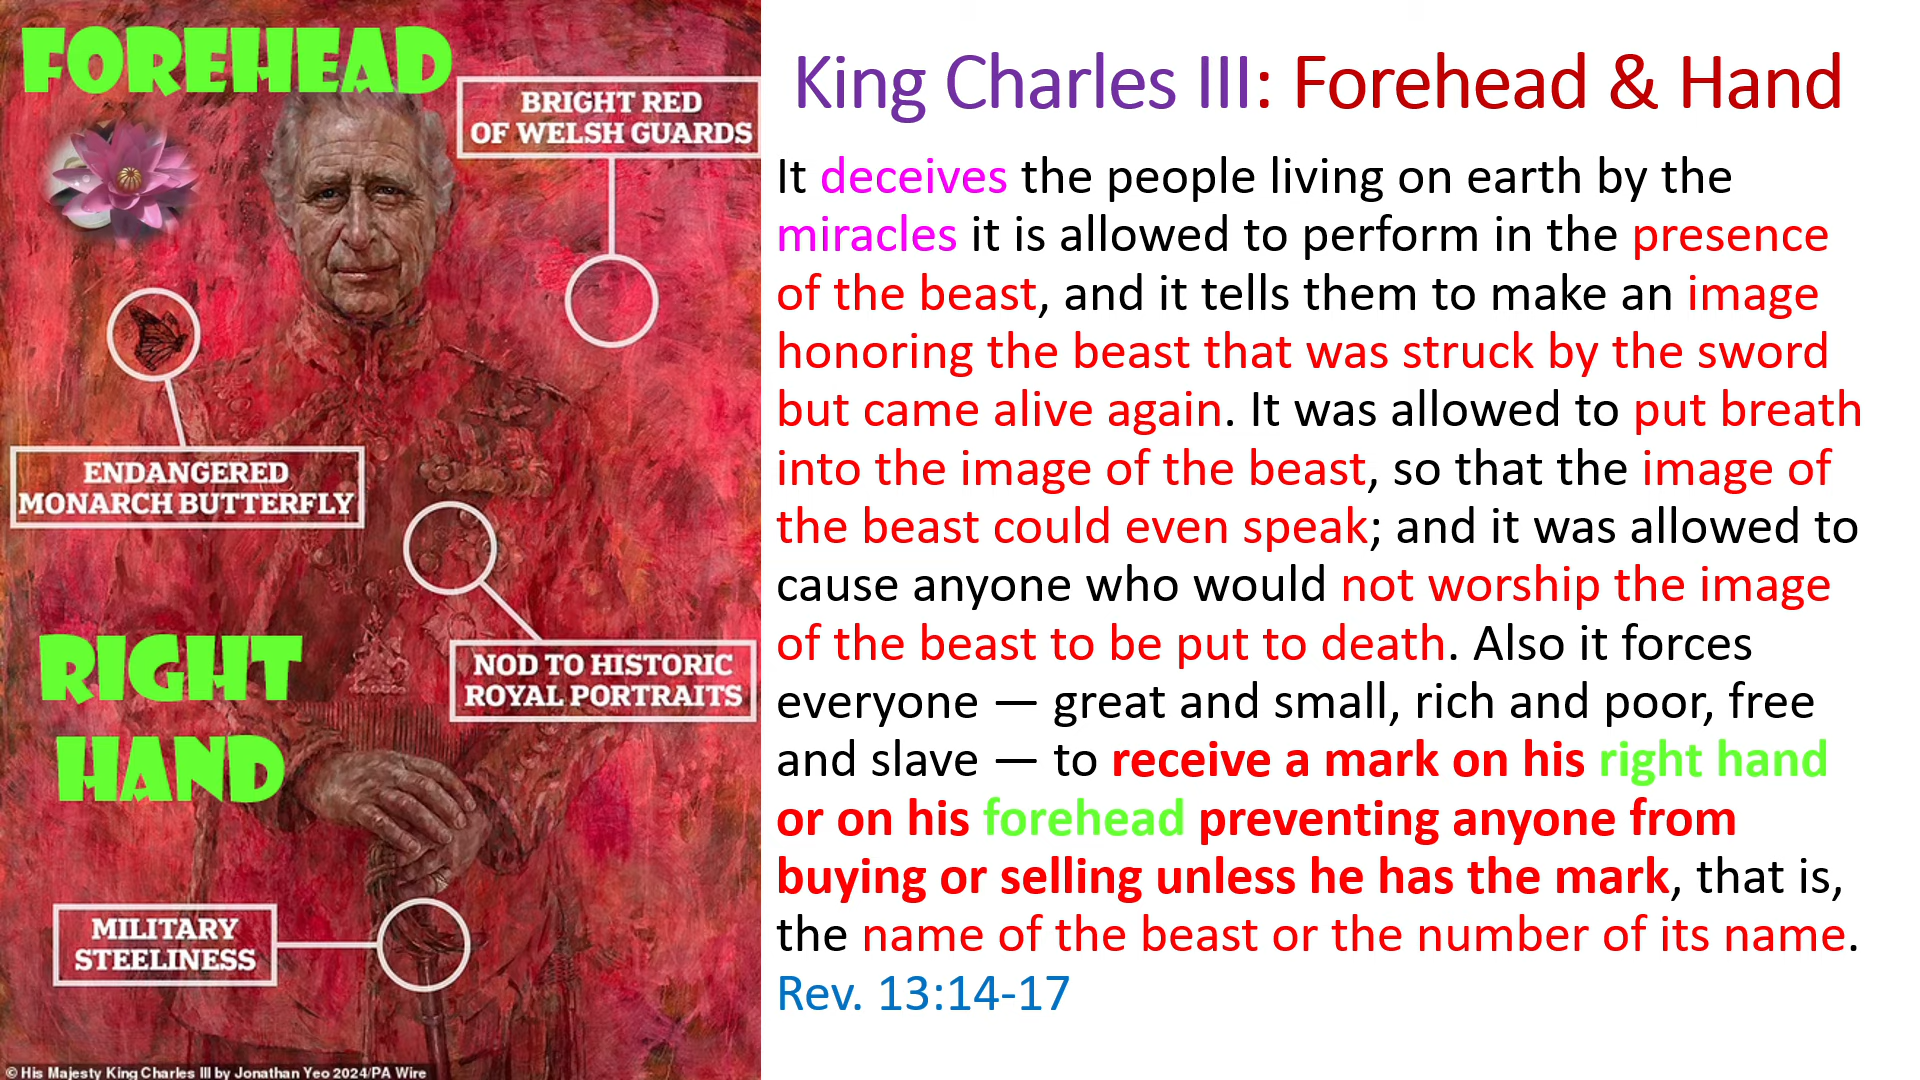 FOREHEAD
BRIGHT RED
OF WELSH GUARDS
ENDANGERED
MONARCH BUTTERFLY
NOD TO HISTORIC
ROYAL PORTRAITS
RIGHT
HAND
MILITARY
STEELINESS
© His Majesty King Charles III by Jonathan Yeo 2024/PA Wire
King Charles III: Forehead & Hand
It deceives the people living on earth by the
miracles it is allowed to perform in the presence
of the beast, and it tells them to make an image
honoring the beast that was struck by the sword
but came alive again. It was allowed to put breath
into the image of the beast, so that the image of
the beast could even speak; and it was allowed to
cause anyone who would not worship the image
of the beast to be put to death. Also it forces
everyone — great and small, rich and poor, free
and slave — to receive a mark on his right hand
or on his forehead preventing anyone from
buying or selling unless he has the mark, that is,
the name of the beast or the number of its name.
Rev. 13:14-17